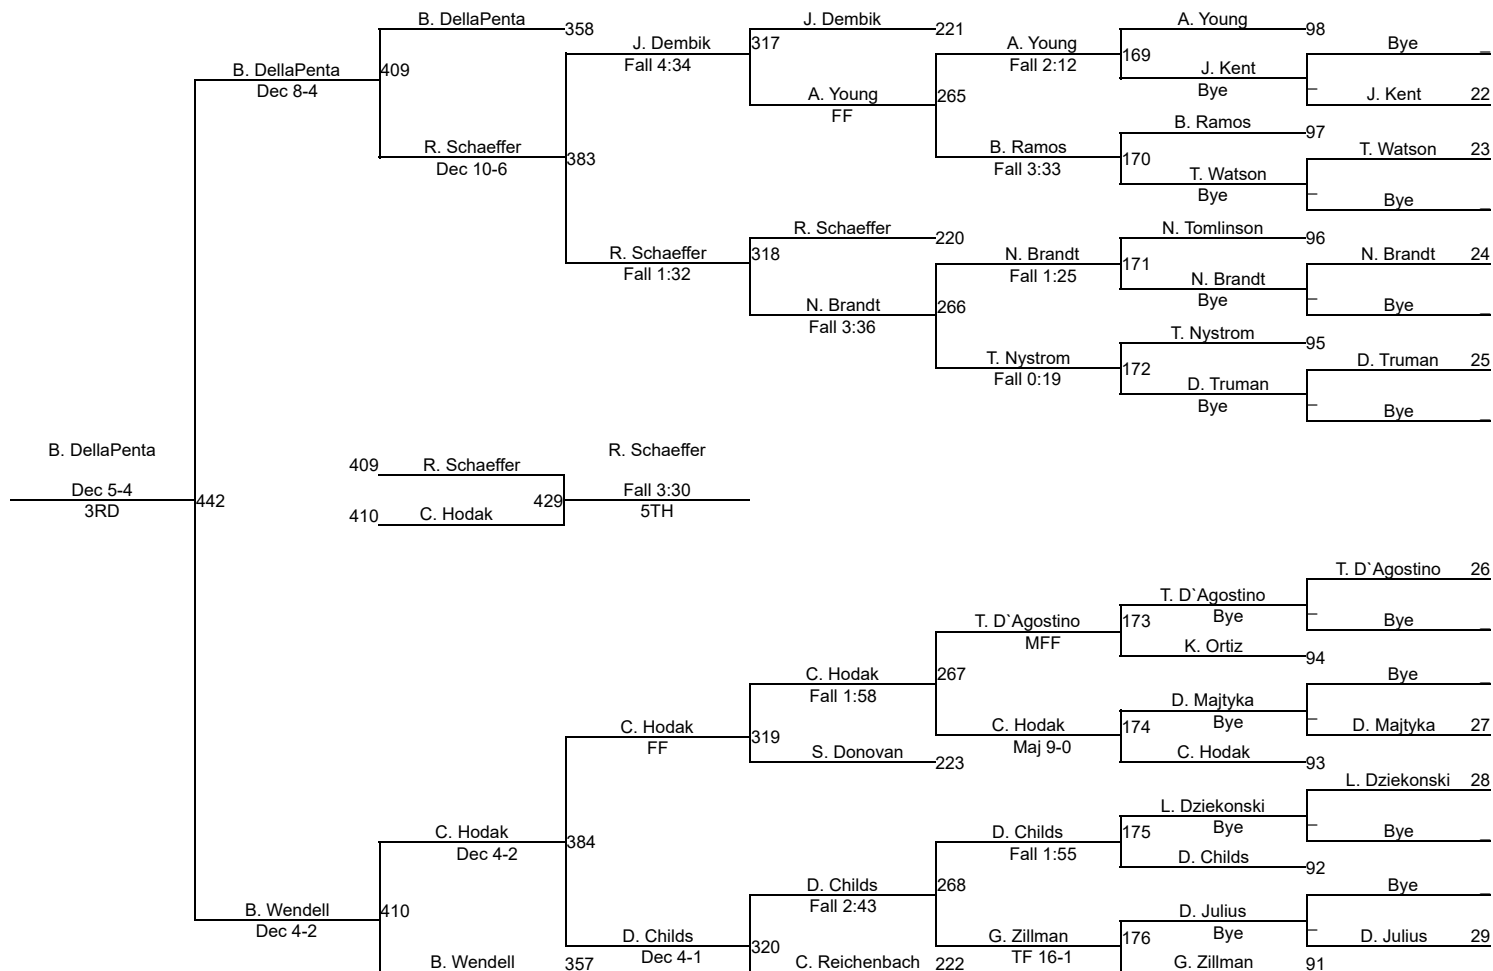 B. DellaPenta 358 J. Dembik 221 A. Young 98
J. Dembik 317 A. Young Bye _
B. DellaPenta 409 Fall 4:34 Fall 2:12 169
Dec 8-4 J. Kent _
A. Young 265 Bye J. Kent 22
FF
B. Ramos 97
R. Schaeffer 383 B. Ramos 170 T. Watson 23
Dec 10-6 Fall 3:33 T. Watson _
Bye Bye _
R. Schaeffer 220 N. Tomlinson 96
R. Schaeffer 318 N. Brandt 171 N. Brandt 24
Fall 1:32 Fall 1:25 N. Brandt _
N. Brandt 266 Bye Bye _
Fall 3:36
T. Nystrom 95
T. Nystrom 172 D. Truman 25
Fall 0:19 D. Truman _
Bye Bye _
B. DellaPenta R. Schaeffer
409 R. Schaeffer
Dec 5-4 442 429 Fall 3:30
3RD 410 C. Hodak 5TH
T. D`Agostino 26
T. D`Agostino 173 T. D`Agostino _
MFF Bye Bye _
K. Ortiz 94
C. Hodak 267 Bye _
Fall 1:58 D. Majtyka _
C. Hodak 319 C. Hodak 174 Bye D. Majtyka 27
FF Maj 9-0
S. Donovan 223 C. Hodak 93
L. Dziekonski 28
L. Dziekonski _
C. Hodak 384 D. Childs 175 Bye Bye _
Dec 4-2 Fall 1:55
D. Childs 92
D. Childs 268 Bye _
Fall 2:43
B. Wendell 410 D. Julius _
Dec 4-2 D. Childs 320 G. Zillman 176 Bye D. Julius 29
Dec 4-1 TF 16-1
B. Wendell 357 C. Reichenbach 222 G. Zillman 91